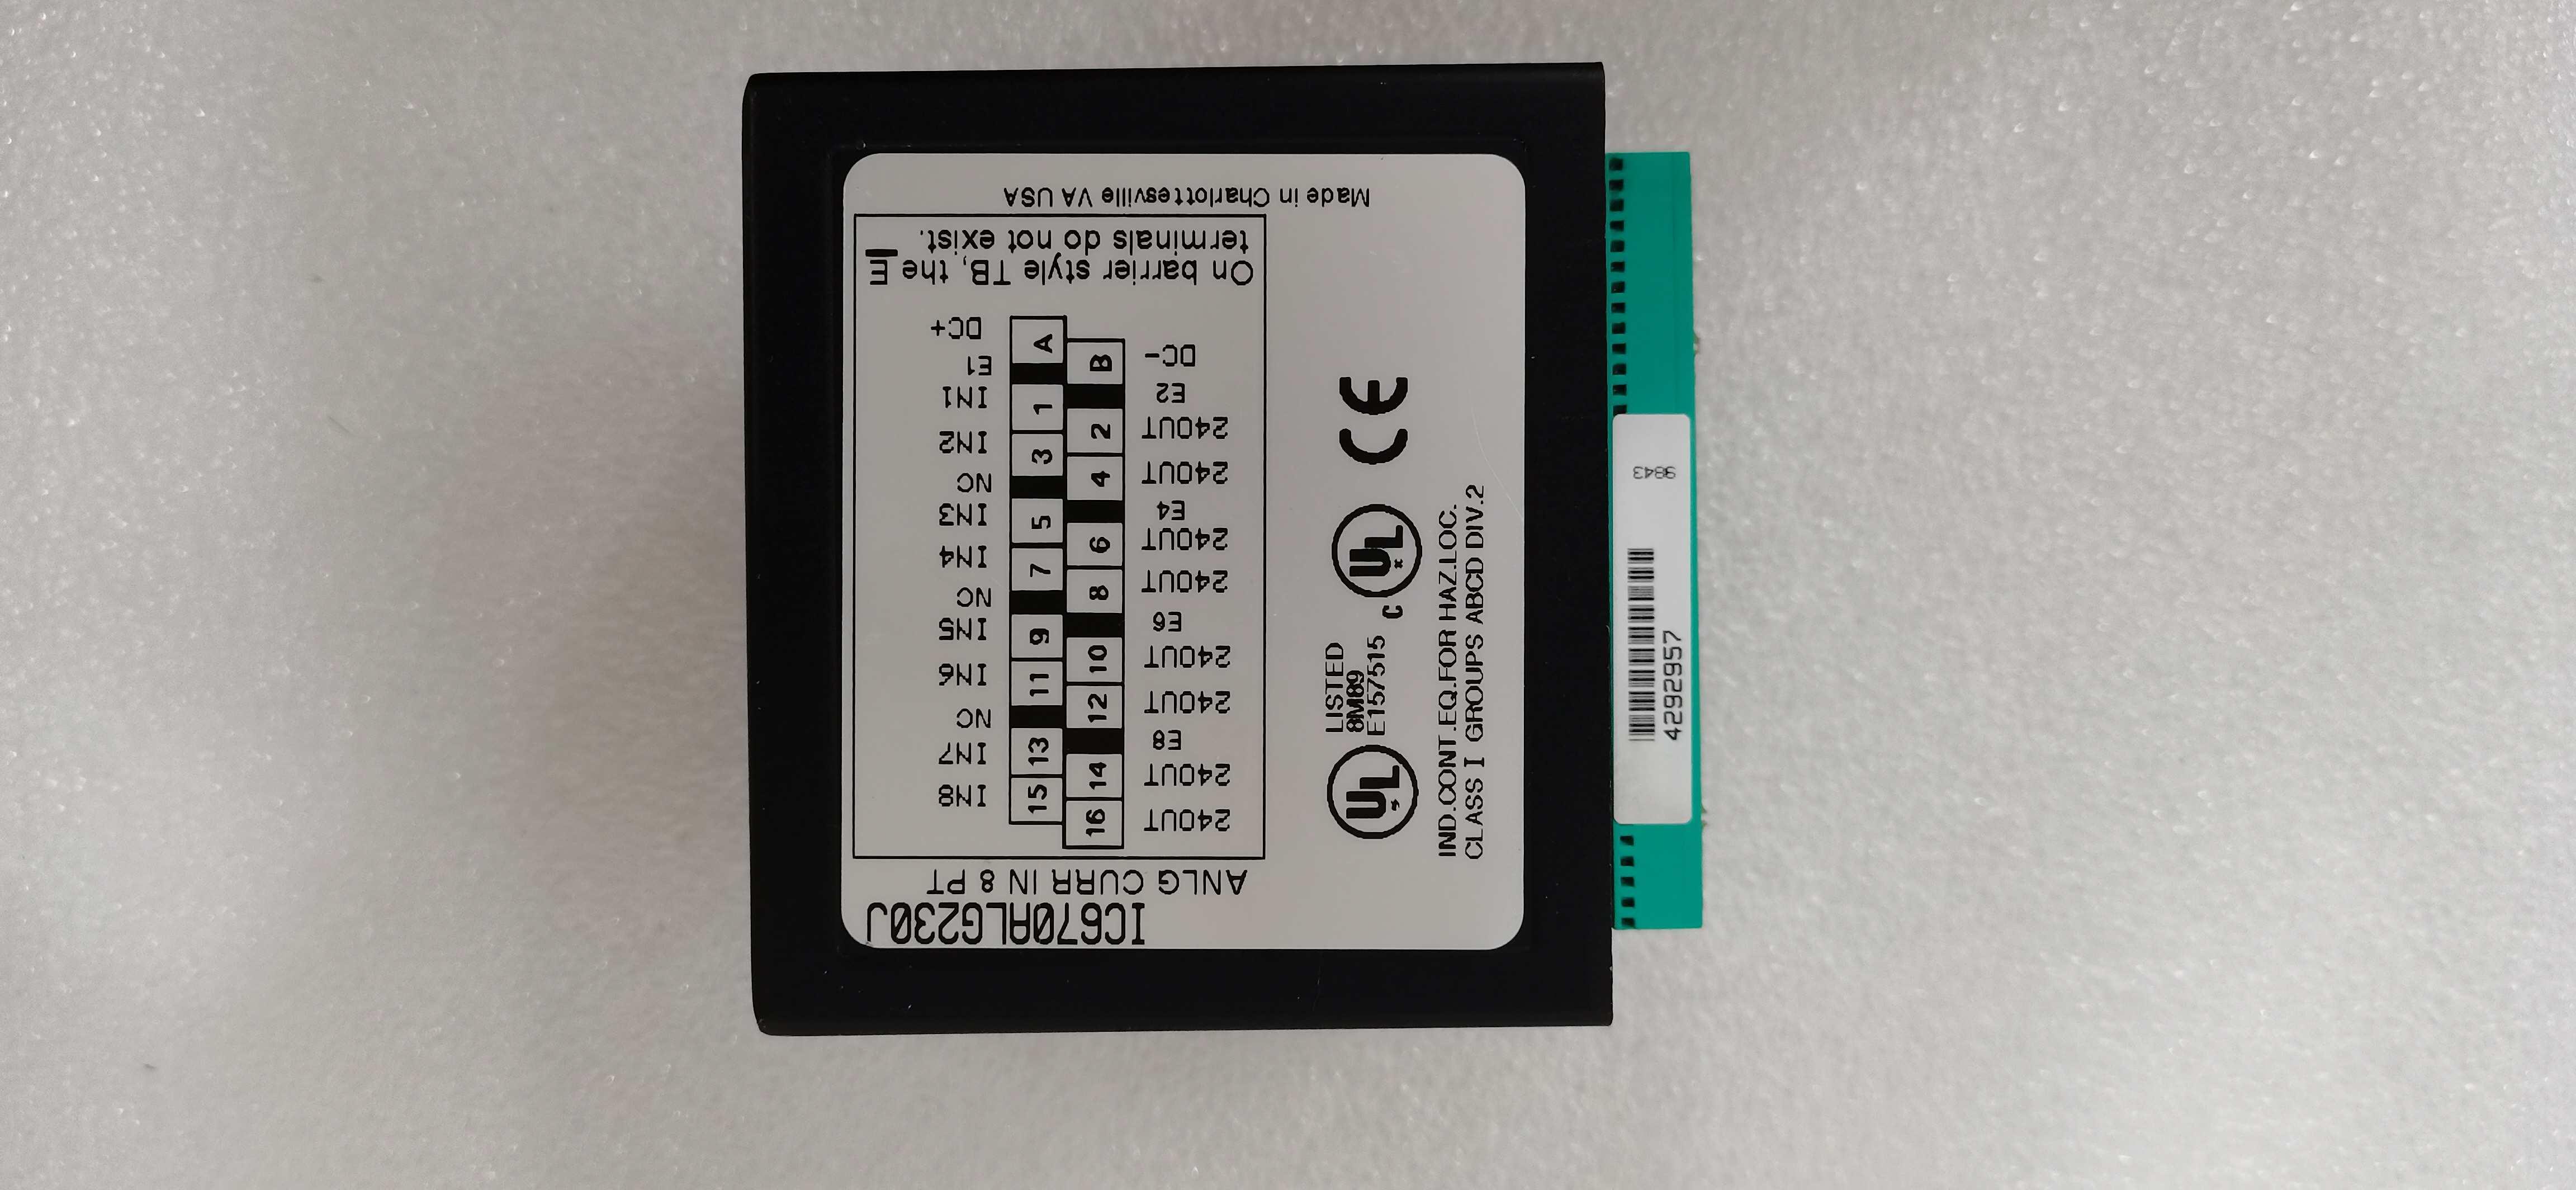 IC670ALG230J
ANLG CURR IN 8 PT
16 24OUT
IN8 15
14 24OUT
IN7 13
E8
NC
12 24OUT
IN6 11
10 24OUT
IN5 9
E6
NC
8 24OUT
IN4 7
6 24OUT
IN3 5
E4
NC
4 24OUT
IN2 3
2 24OUT
IN1 1
E2
E1
B DC-
DC+ A
On barrier style TB, the E
terminals do not exist.
Made in Charlottesville VA USA
UL
LISTED
8M89
E157515
C UL
CE
IND.CONT.EQ.FOR HAZ.LOC.
CLASS I GROUPS ABCD DIV.2
42929957
9843